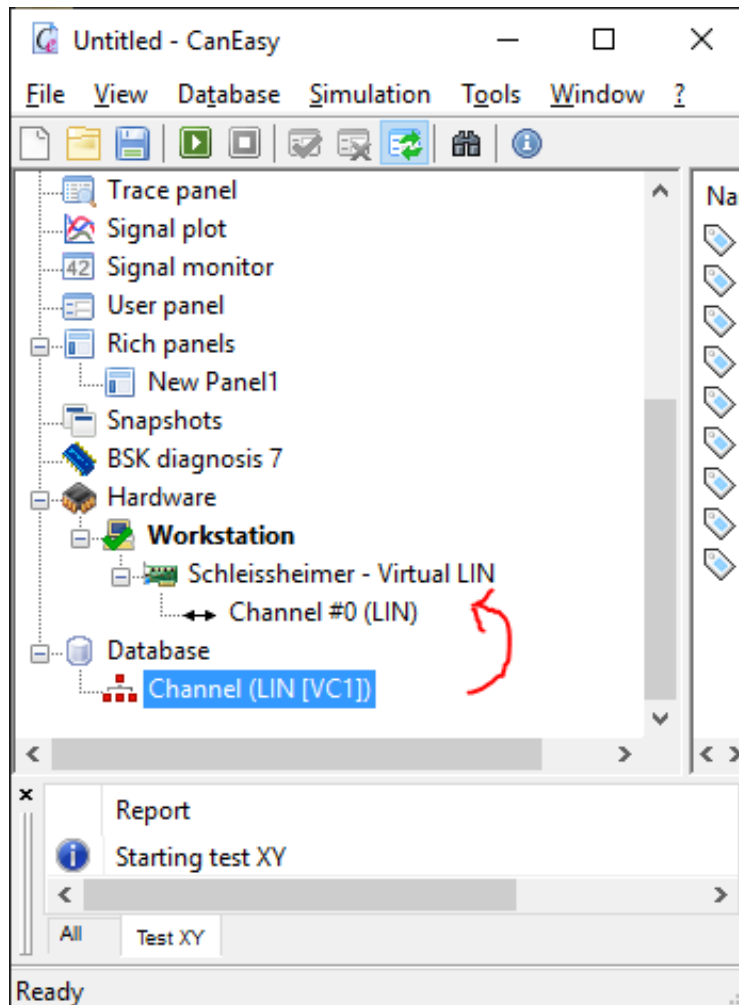 Untitled - CanEasy
File View Database Simulation Tools Window ?
Trace panel
Na
Signal plot
42 Signal monitor
User panel
Rich panels
New Panel1
Snapshots
BSK diagnosis 7
Hardware
Workstation
Schleissheimer - Virtual LIN
Channel #0 (LIN)
Database
Channel (LIN [VC1])
Report
Starting test XY
All Test XY
Ready